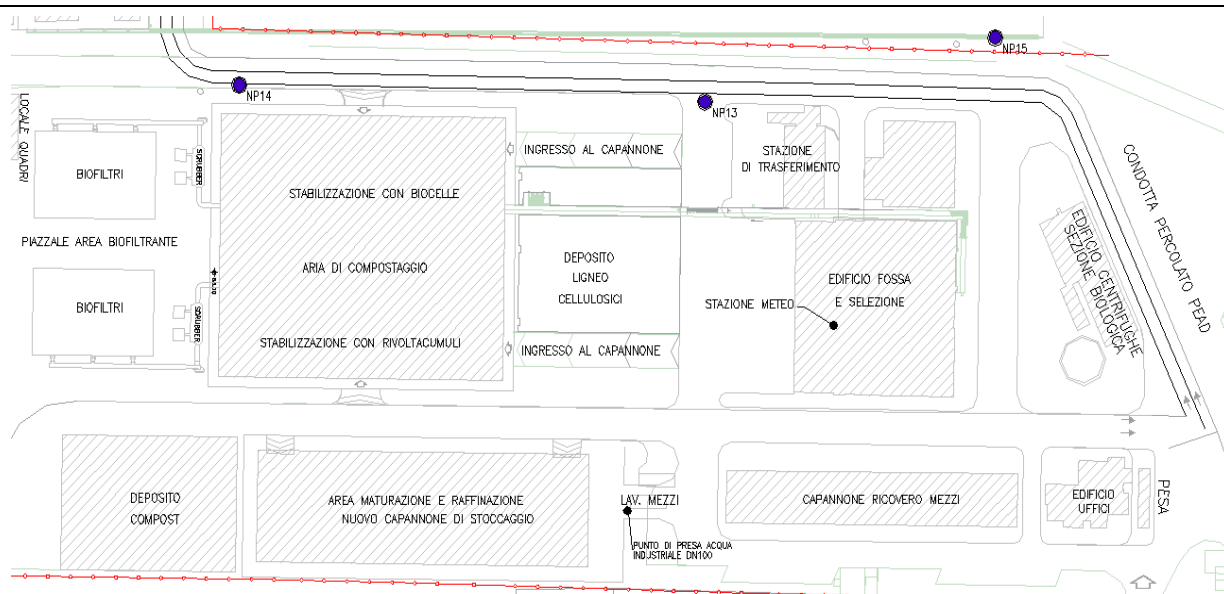 NP15
NP14
NP13
LOCALE QUADRI
BIOFILTRI
SCRUBBER
INGRESSO AL CAPANNONE
STAZIONE
DI TRASFERIMENTO
CONDOTTA PERCOLATO PEAD
STABILIZZAZIONE CON BIOCELLE
PIAZZALE AREA BIOFILTRANTE
ARIA DI COMPOSTAGGIO
DEPOSITO
LIGNEO
CELLULOSICI
EDIFICIO FOSSA
E SELEZIONE
STAZIONE METEO
EDIFICIO CENTRIFUGHE
SEZIONE BIOLOGICA
BIOFILTRI
SCRUBBER
STABILIZZAZIONE CON RIVOLTACUMULI
INGRESSO AL CAPANNONE
DEPOSITO
COMPOST
AREA MATURAZIONE E RAFFINAZIONE
NUOVO CAPANNONE DI STOCCAGGIO
LAV. MEZZI
CAPANNONE RICOVERO MEZZI
EDIFICIO
UFFICI
PESA
PUNTO DI PRESA ACQUA
INDUSTRIALE DN100